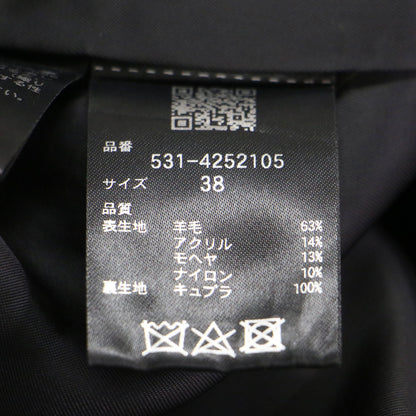 品番
531-4252105
サイズ 38
品質
表生地 羊毛 63%
アクリル 14%
モヘヤ 13%
ナイロン 10%
裏生地 キュプラ 100%